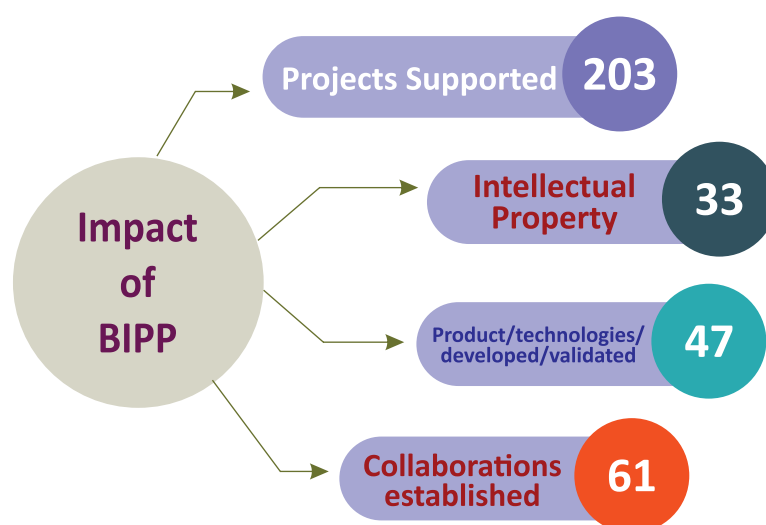 Impact
of
BIPP
Projects Supported 203
Intellectual
Property
33
Product/technologies/
developed/validated
47
Collaborations
established
61